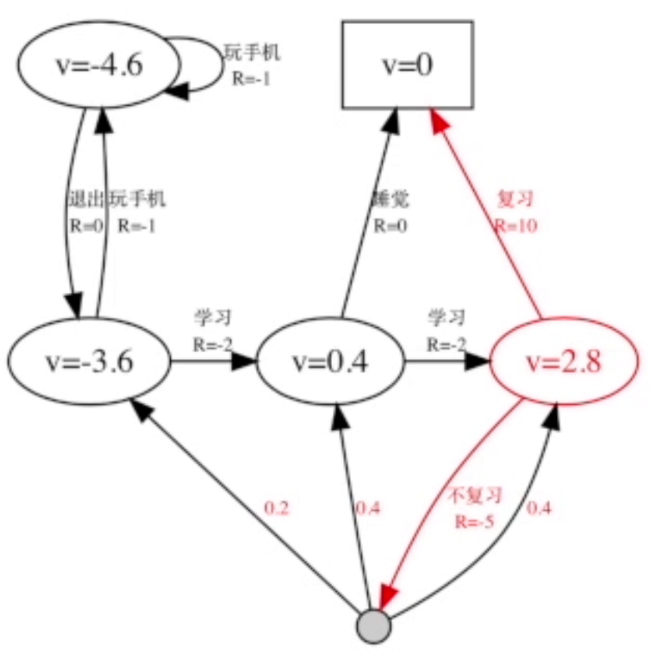 v=-4.6
玩手机
R=-1
v=0
退出
R=0
玩手机
R=-1
睡觉
R=0
复习
R=10
v=-3.6
学习
R=-2
v=0.4
学习
R=-2
v=2.8
0.2
0.4
不复习
R=-5
0.4